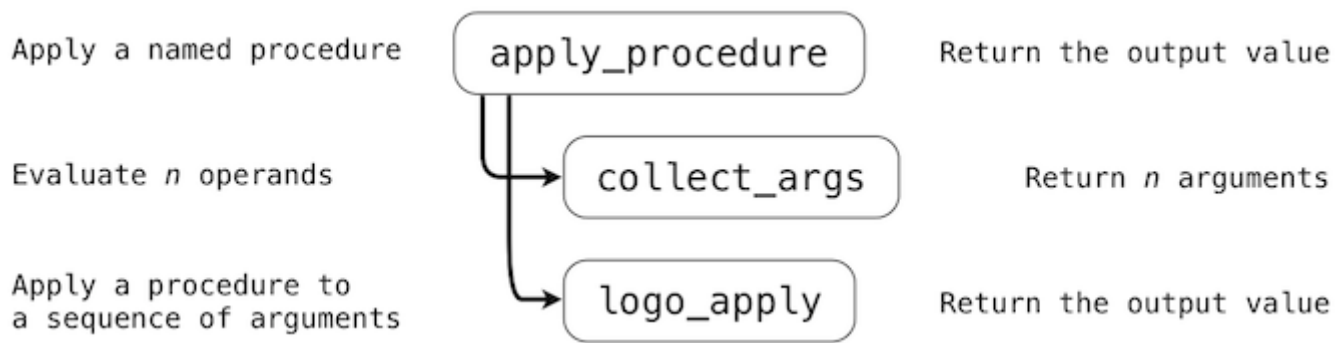 Apply a named procedure
apply_procedure
Return the output value
Evaluate n operands
collect_args
Return n arguments
Apply a procedure to
a sequence of arguments
logo_apply
Return the output value